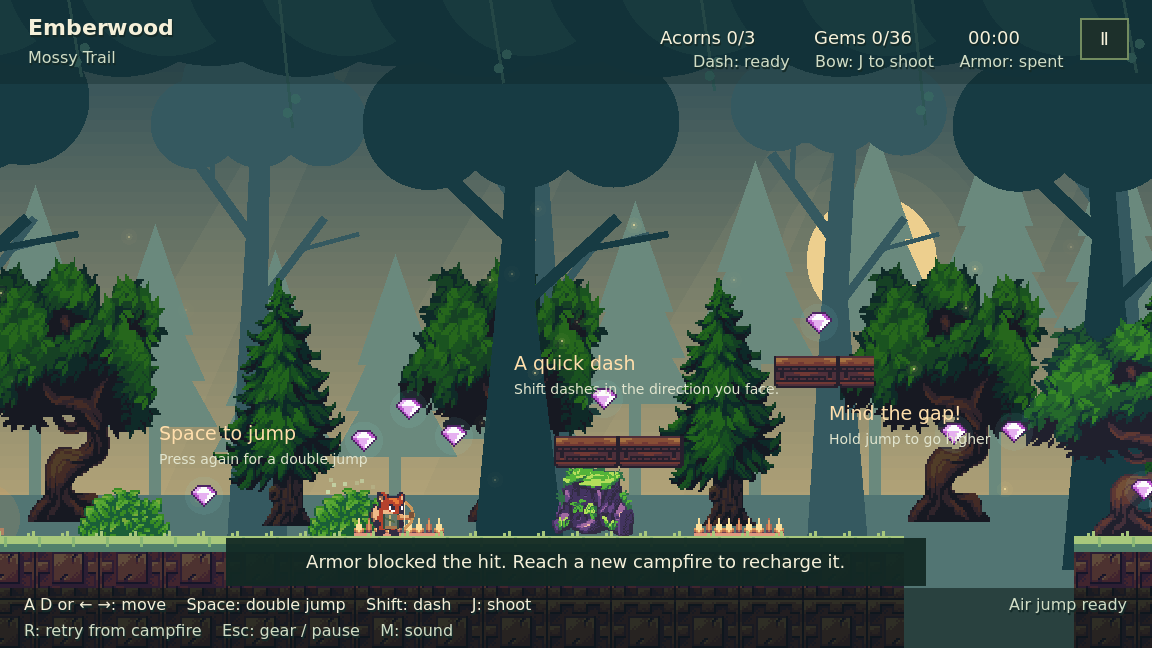 Emberwood
Mossy Trail
Acorns 0/3 Gems 0/36 00:00 II
Dash: ready Bow: J to shoot Armor: spent
A quick dash
Shift dashes in the direction you face.
Mind the gap!
Hold jump to go higher
Space to jump
Press again for a double jump
Armor blocked the hit. Reach a new campfire to recharge it.
A D or ← →: move Space: double jump Shift: dash J: shoot
Air jump ready
R: retry from campfire Esc: gear / pause M: sound